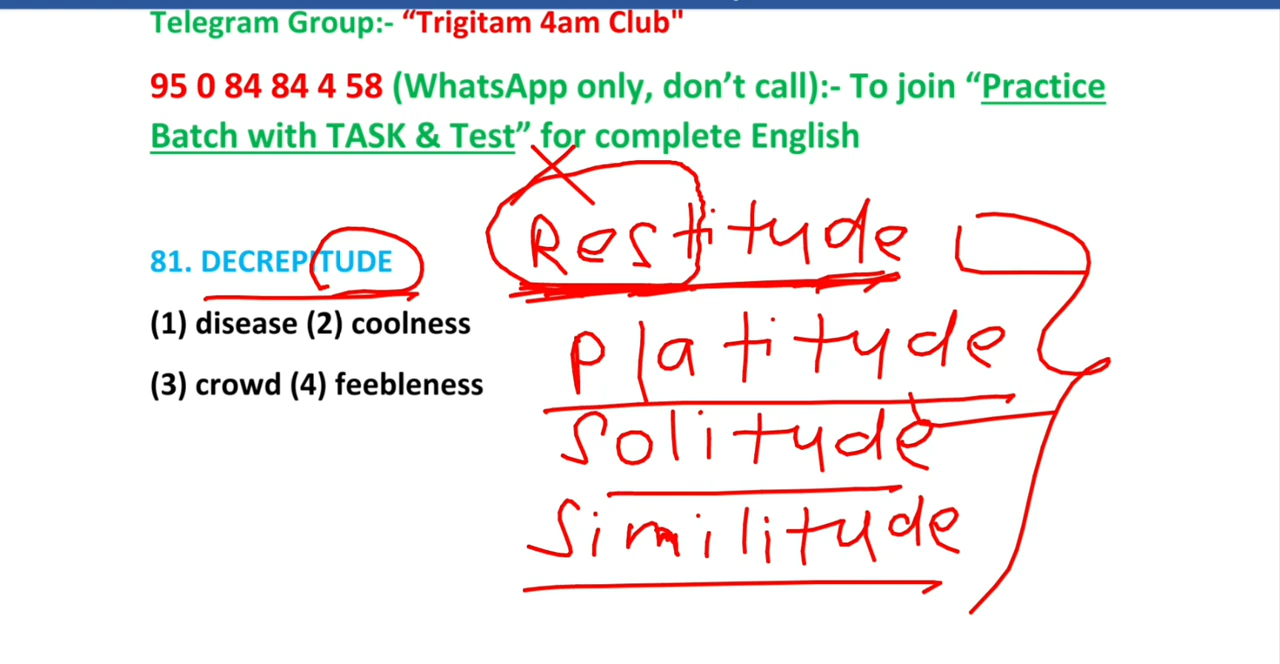 Telegram Group:- “Trigitam 4am Club"
95 0 84 84 4 58 (WhatsApp only, don’t call):- To join “Practice
Batch with TASK & Test” for complete English
Restitude
81. DECREPITUDE
(1) disease (2) coolness
Platitude
(3) crowd (4) feebleness
Solitude
Similitude